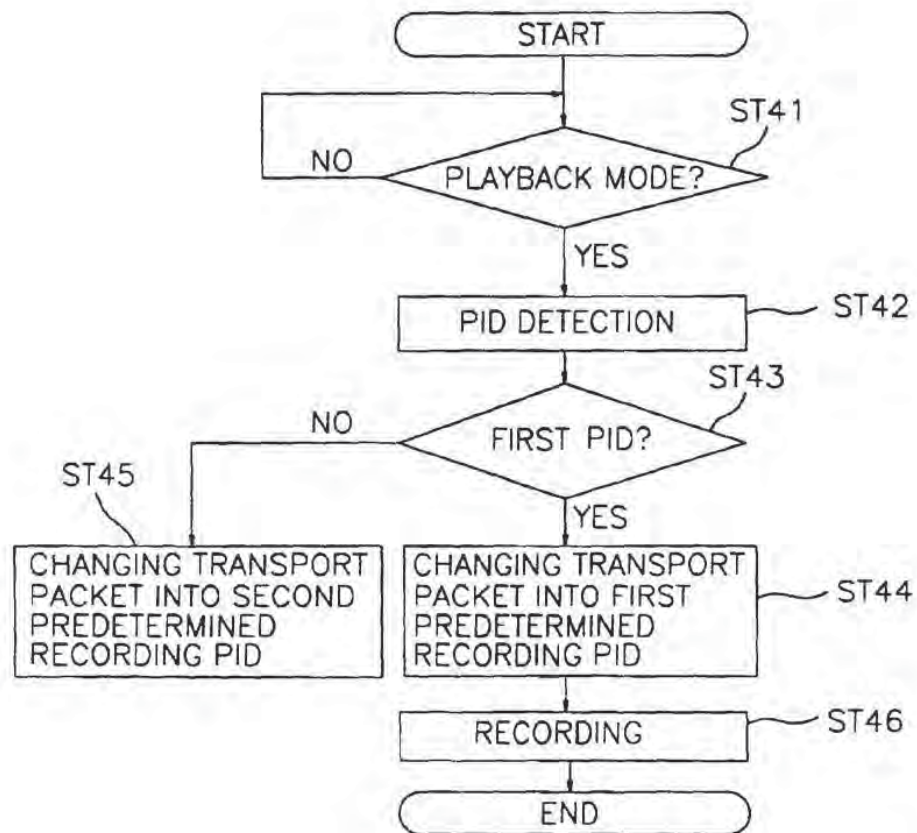 START
ST41
NO
PLAYBACK MODE?
YES
PID DETECTION
ST42
ST43
NO
FIRST PID?
ST45
YES
CHANGING TRANSPORT
PACKET INTO SECOND
PREDETERMINED
RECORDING PID
CHANGING TRANSPORT
PACKET INTO FIRST
PREDETERMINED
RECORDING PID
ST44
RECORDING
ST46
END